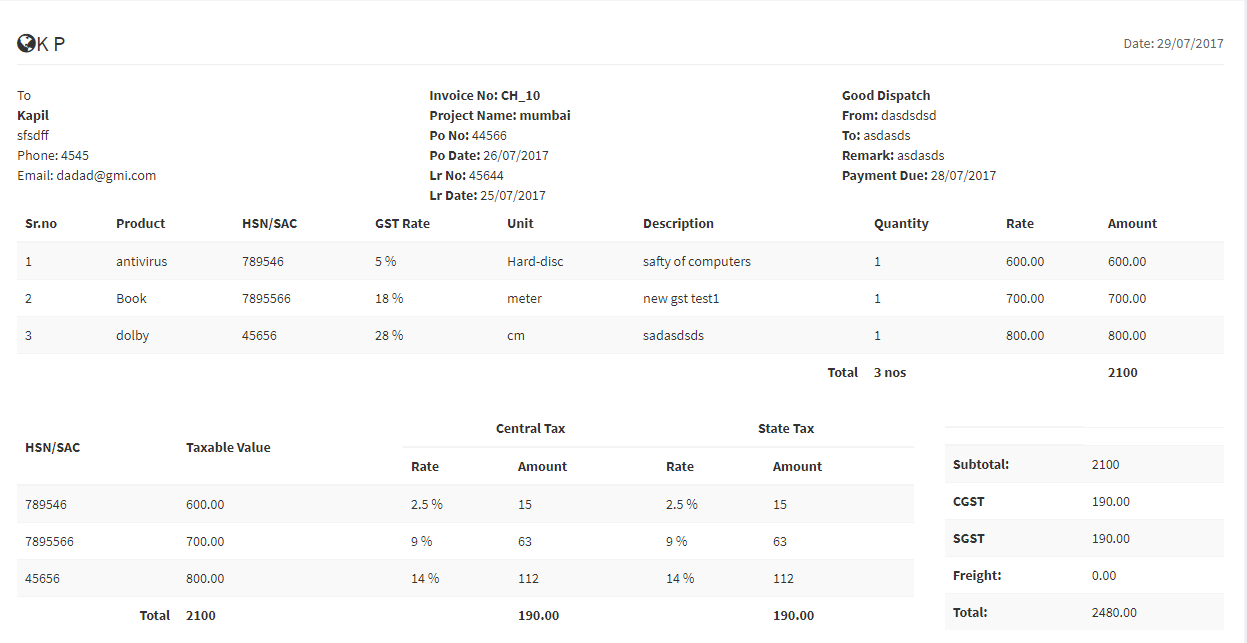 K P
Date: 29/07/2017
To
Kapil
sfsdff
Phone: 4545
Email: dadad@gmi.com
Invoice No: CH_10
Project Name: mumbai
Po No: 44566
Po Date: 26/07/2017
Lr No: 45644
Lr Date: 25/07/2017
Good Dispatch
From: dasdsdsd
To: asdasds
Remark: asdasds
Payment Due: 28/07/2017
Sr.no Product HSN/SAC GST Rate Unit Description Quantity Rate Amount
1 antivirus 789546 5 % Hard-disc safty of computers 1 600.00 600.00
2 Book 7895566 18 % meter new gst test1 1 700.00 700.00
3 dolby 45656 28 % cm sadasdsds 1 800.00 800.00
Total 3 nos 2100
HSN/SAC Taxable Value Central Tax State Tax
Rate Amount Rate Amount
789546 600.00 2.5 % 15 2.5 % 15
7895566 700.00 9 % 63 9 % 63
45656 800.00 14 % 112 14 % 112
Total 2100 190.00 190.00
Subtotal: 2100
CGST 190.00
SGST 190.00
Freight: 0.00
Total: 2480.00